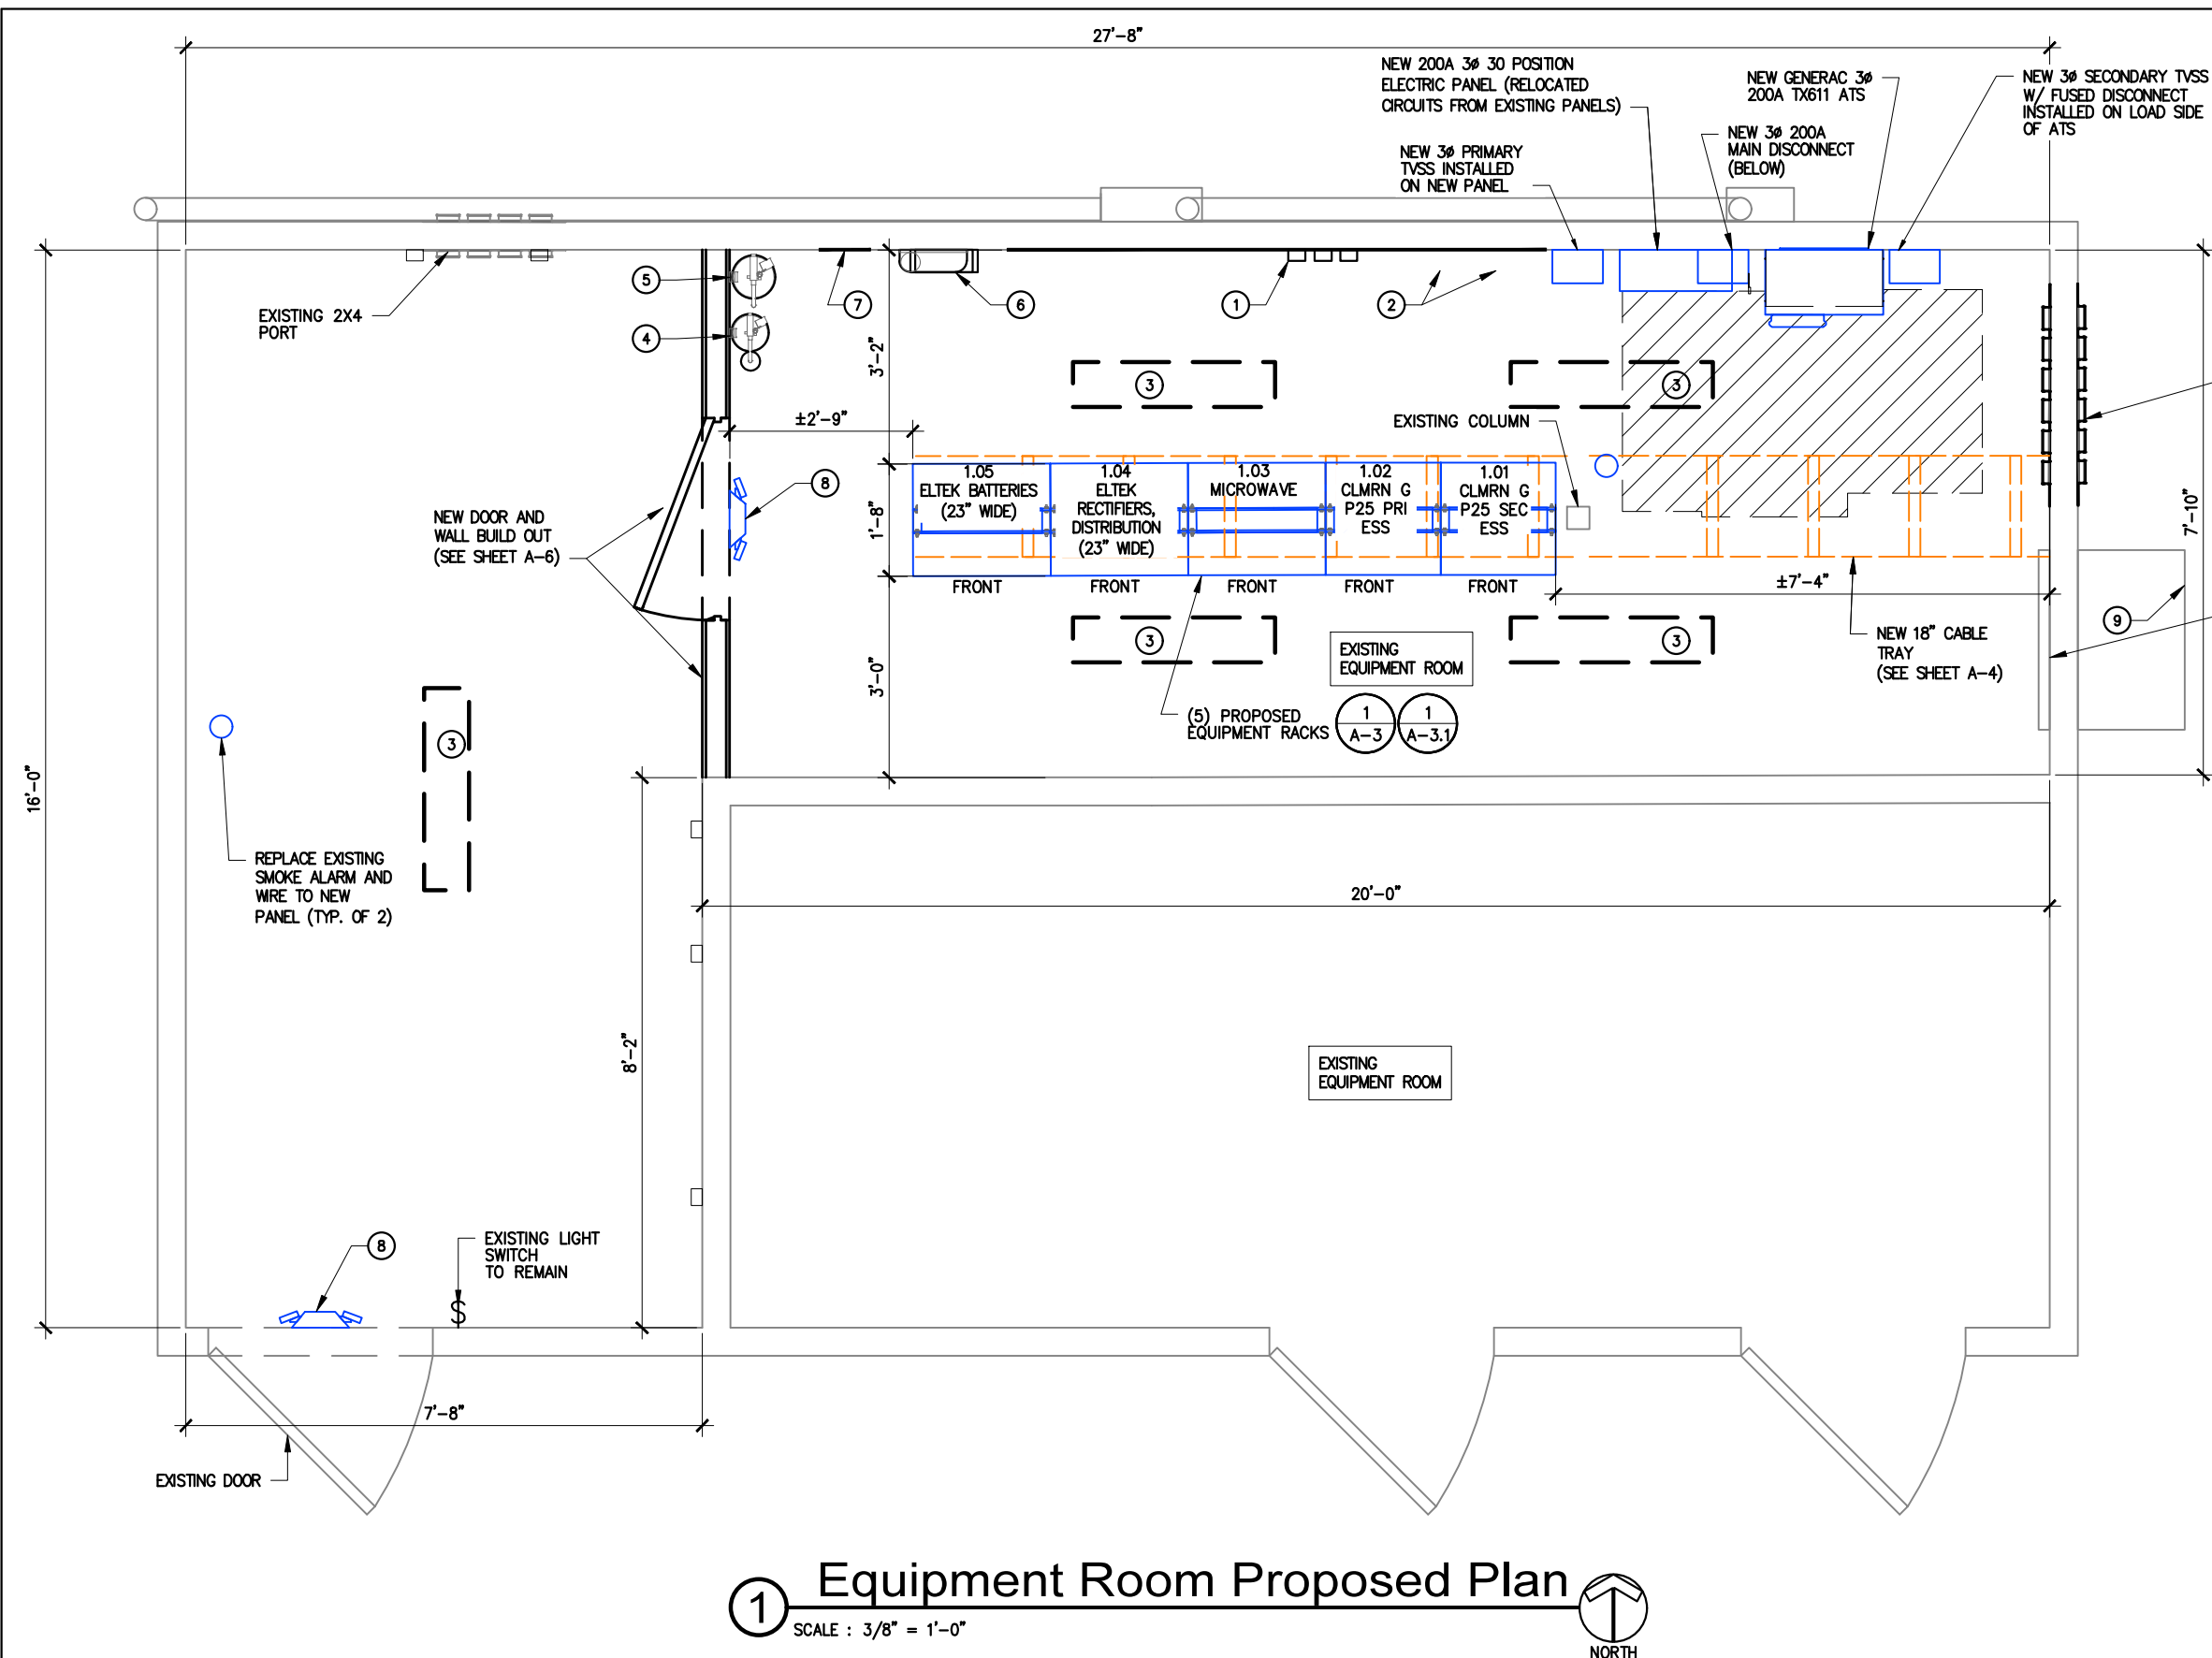 27'-8"
NEW 200A 3ø 30 POSITION
ELECTRIC PANEL (RELOCATED
CIRCUITS FROM EXISTING PANELS)
NEW GENERAC 3ø
200A TX611 ATS
NEW 3ø SECONDARY TVSS
W/ FUSED DISCONNECT
INSTALLED ON LOAD SIDE
OF ATS
NEW 3ø 200A
MAIN DISCONNECT
(BELOW)
NEW 3ø PRIMARY
TVSS INSTALLED
ON NEW PANEL
EXISTING 2X4
PORT
5
4
7
6
1
2
3'-2"
3
3
±2'-9"
EXISTING COLUMN
8
NEW DOOR AND
WALL BUILD OUT
(SEE SHEET A-6)
1'-8"
1.05
ELTEK BATTERIES
(23" WIDE)
1.04
ELTEK
RECTIFIERS,
DISTRIBUTION
(23" WIDE)
1.03
MICROWAVE
1.02
CLMRN G
P25 PRI
ESS
1.01
CLMRN G
P25 SEC
ESS
FRONT
FRONT
FRONT
FRONT
FRONT
±7'-4"
7'-10"
9
NEW 18" CABLE
TRAY
(SEE SHEET A-4)
3
3
3'-0"
EXISTING
EQUIPMENT ROOM
(5) PROPOSED
EQUIPMENT RACKS
1
A-3
1
A-3.1
3
16'-0"
REPLACE EXISTING
SMOKE ALARM AND
WIRE TO NEW
PANEL (TYP. OF 2)
20'-0"
8'-2"
EXISTING
EQUIPMENT ROOM
8
EXISTING LIGHT
SWITCH
TO REMAIN
$
7'-8"
EXISTING DOOR
1
Equipment Room Proposed Plan
SCALE : 3/8" = 1'-0"
NORTH